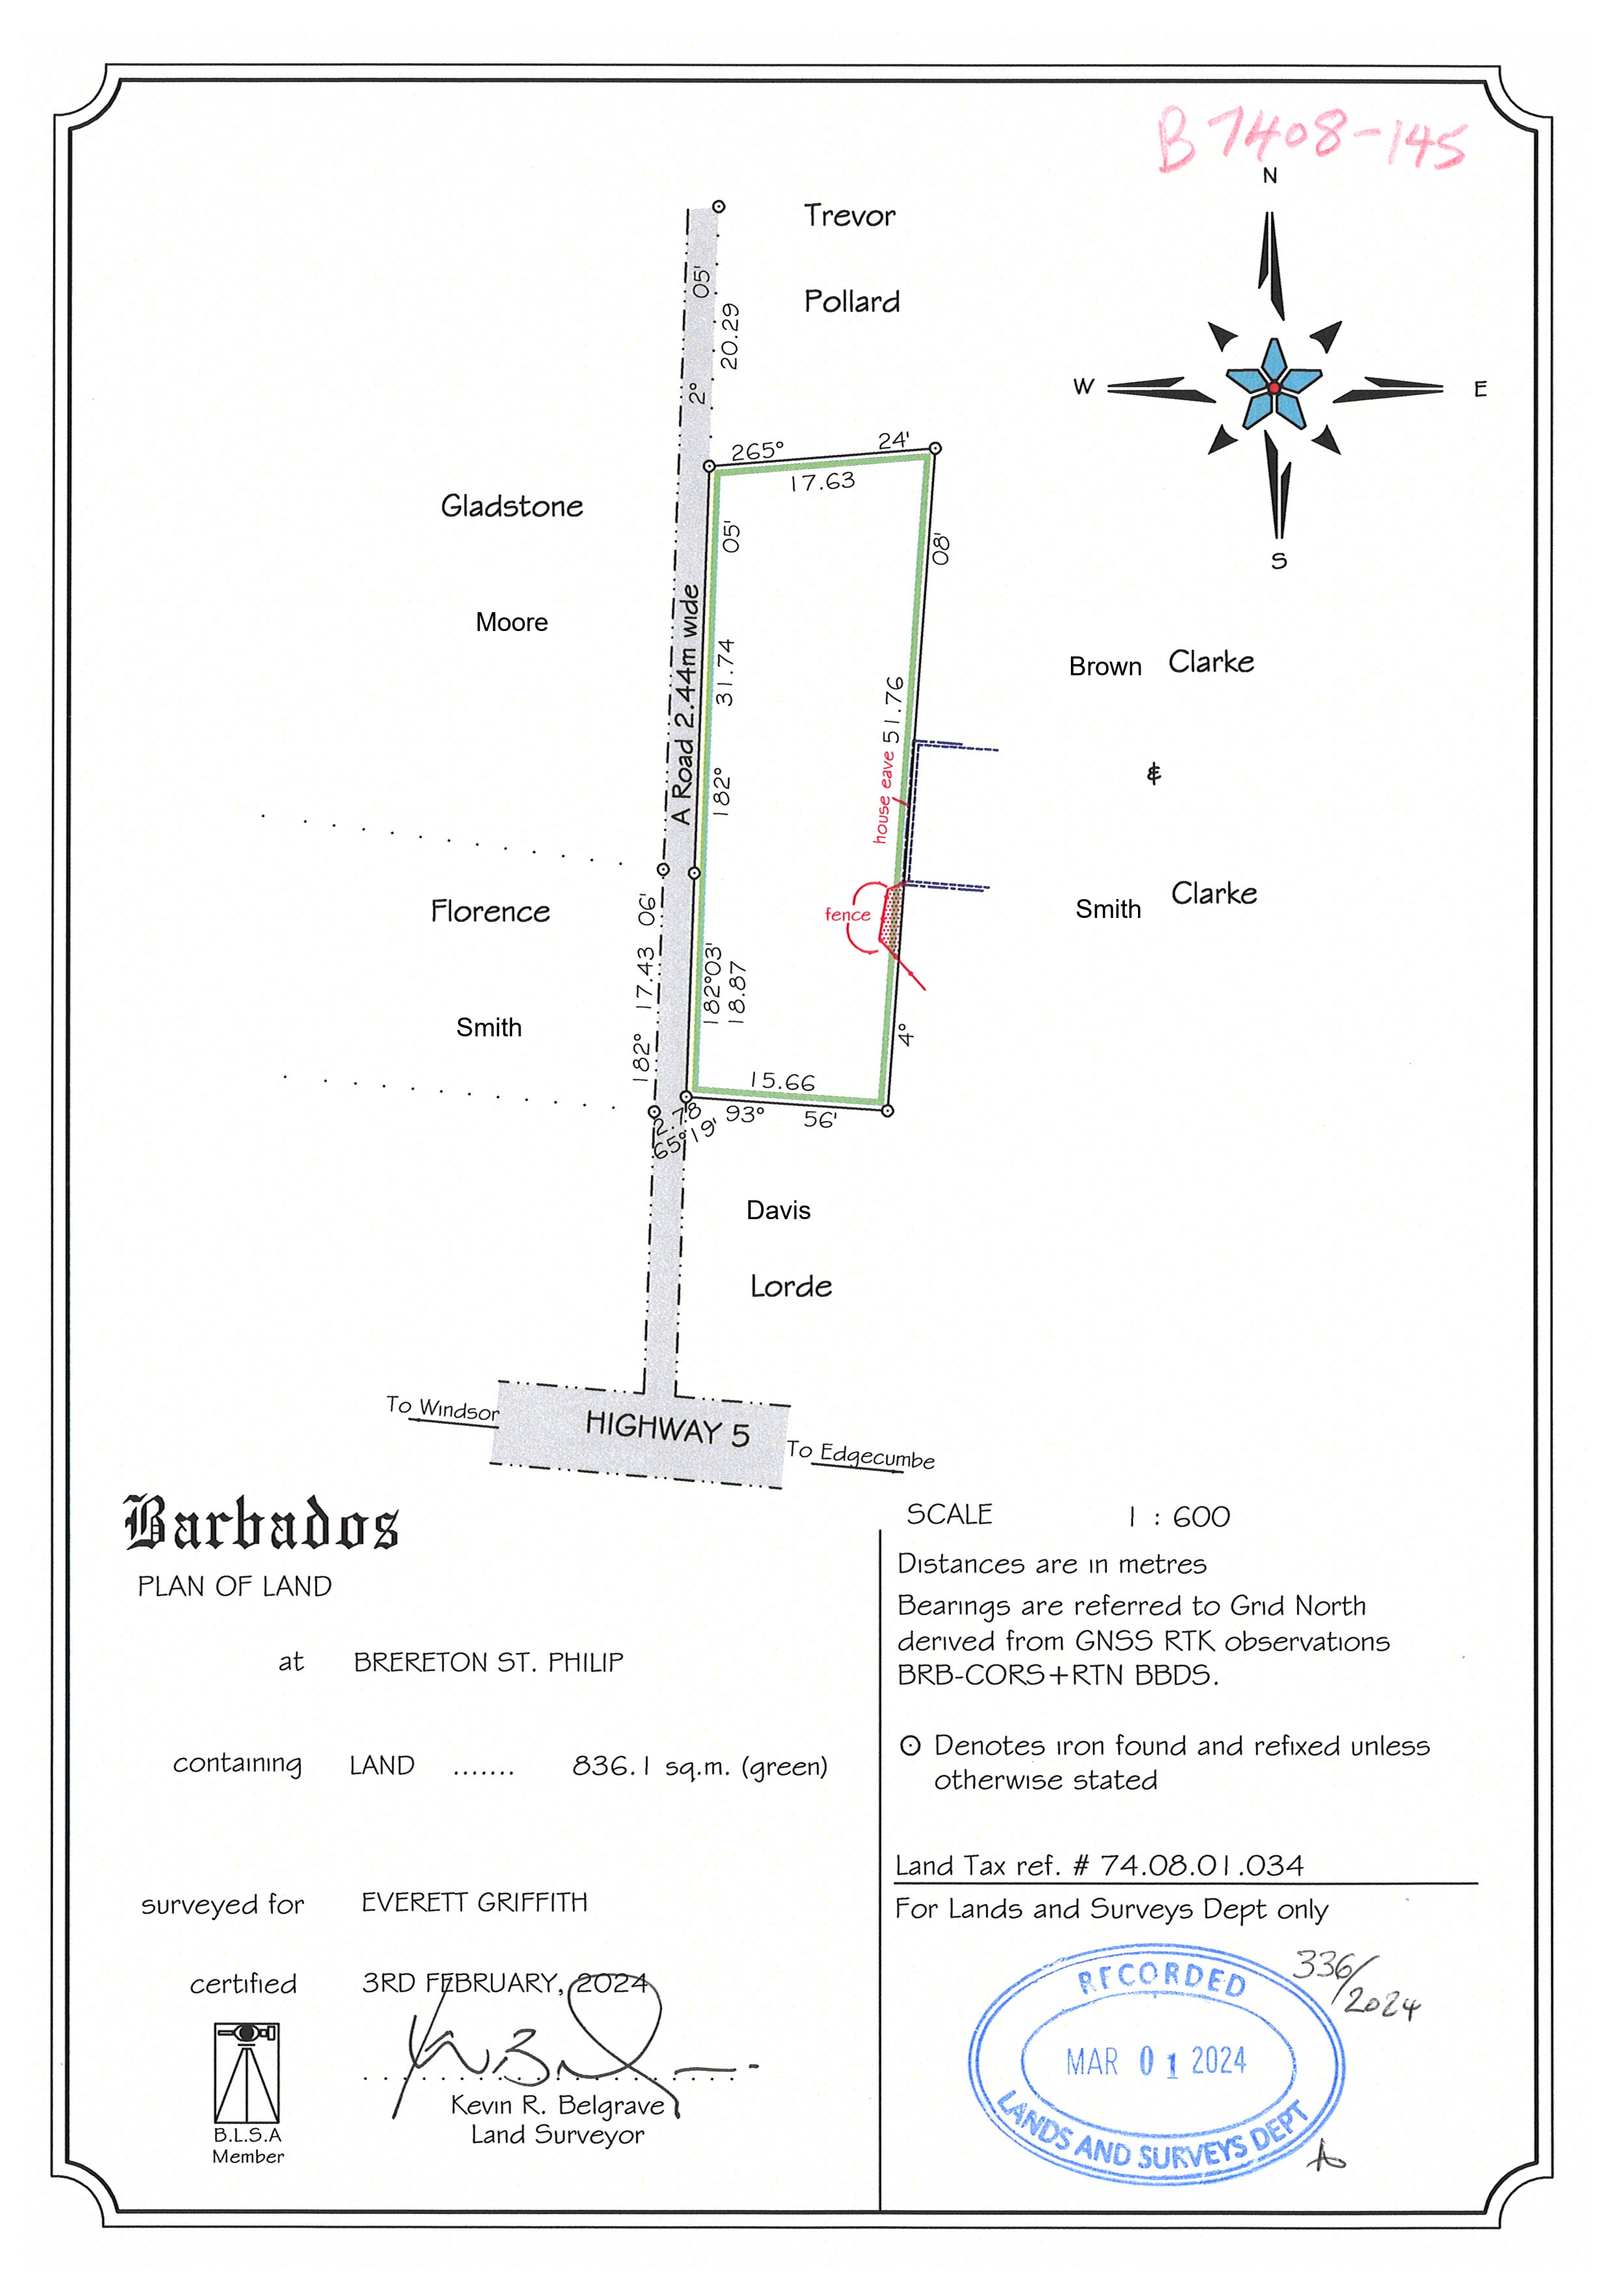 B7408-145
N
Trevor
Pollard
05'
20.29
2°
W
E
S
265°
24'
17.63
Gladstone
Moore
05'
08'
A Road 2.44m wide
31.74
182°
51.76
house eave
Brown Clarke
&
Smith Clarke
fence
Florence
Smith
06'
17.43
182°
182°03'
18.87
4°
15.66
93°
56'
2.78
65°19'
Davis
Lorde
To Windsor
HIGHWAY 5
To Edgecumbe
Barbados
PLAN OF LAND
at BRERETON ST. PHILIP
containing LAND ....... 836.1 sq.m. (green)
surveyed for EVERETT GRIFFITH
certified 3RD FEBRUARY, 2024
Kevin R. Belgrave
Land Surveyor
B.L.S.A
Member
SCALE 1 : 600
Distances are in metres
Bearings are referred to Grid North
derived from GNSS RTK observations
BRB-CORS+RTN BBDS.
Denotes iron found and refixed unless
otherwise stated
Land Tax ref. # 74.08.01.034
For Lands and Surveys Dept only
336/2024
RECORDED
MAR 01 2024
LANDS AND SURVEYS DEPT